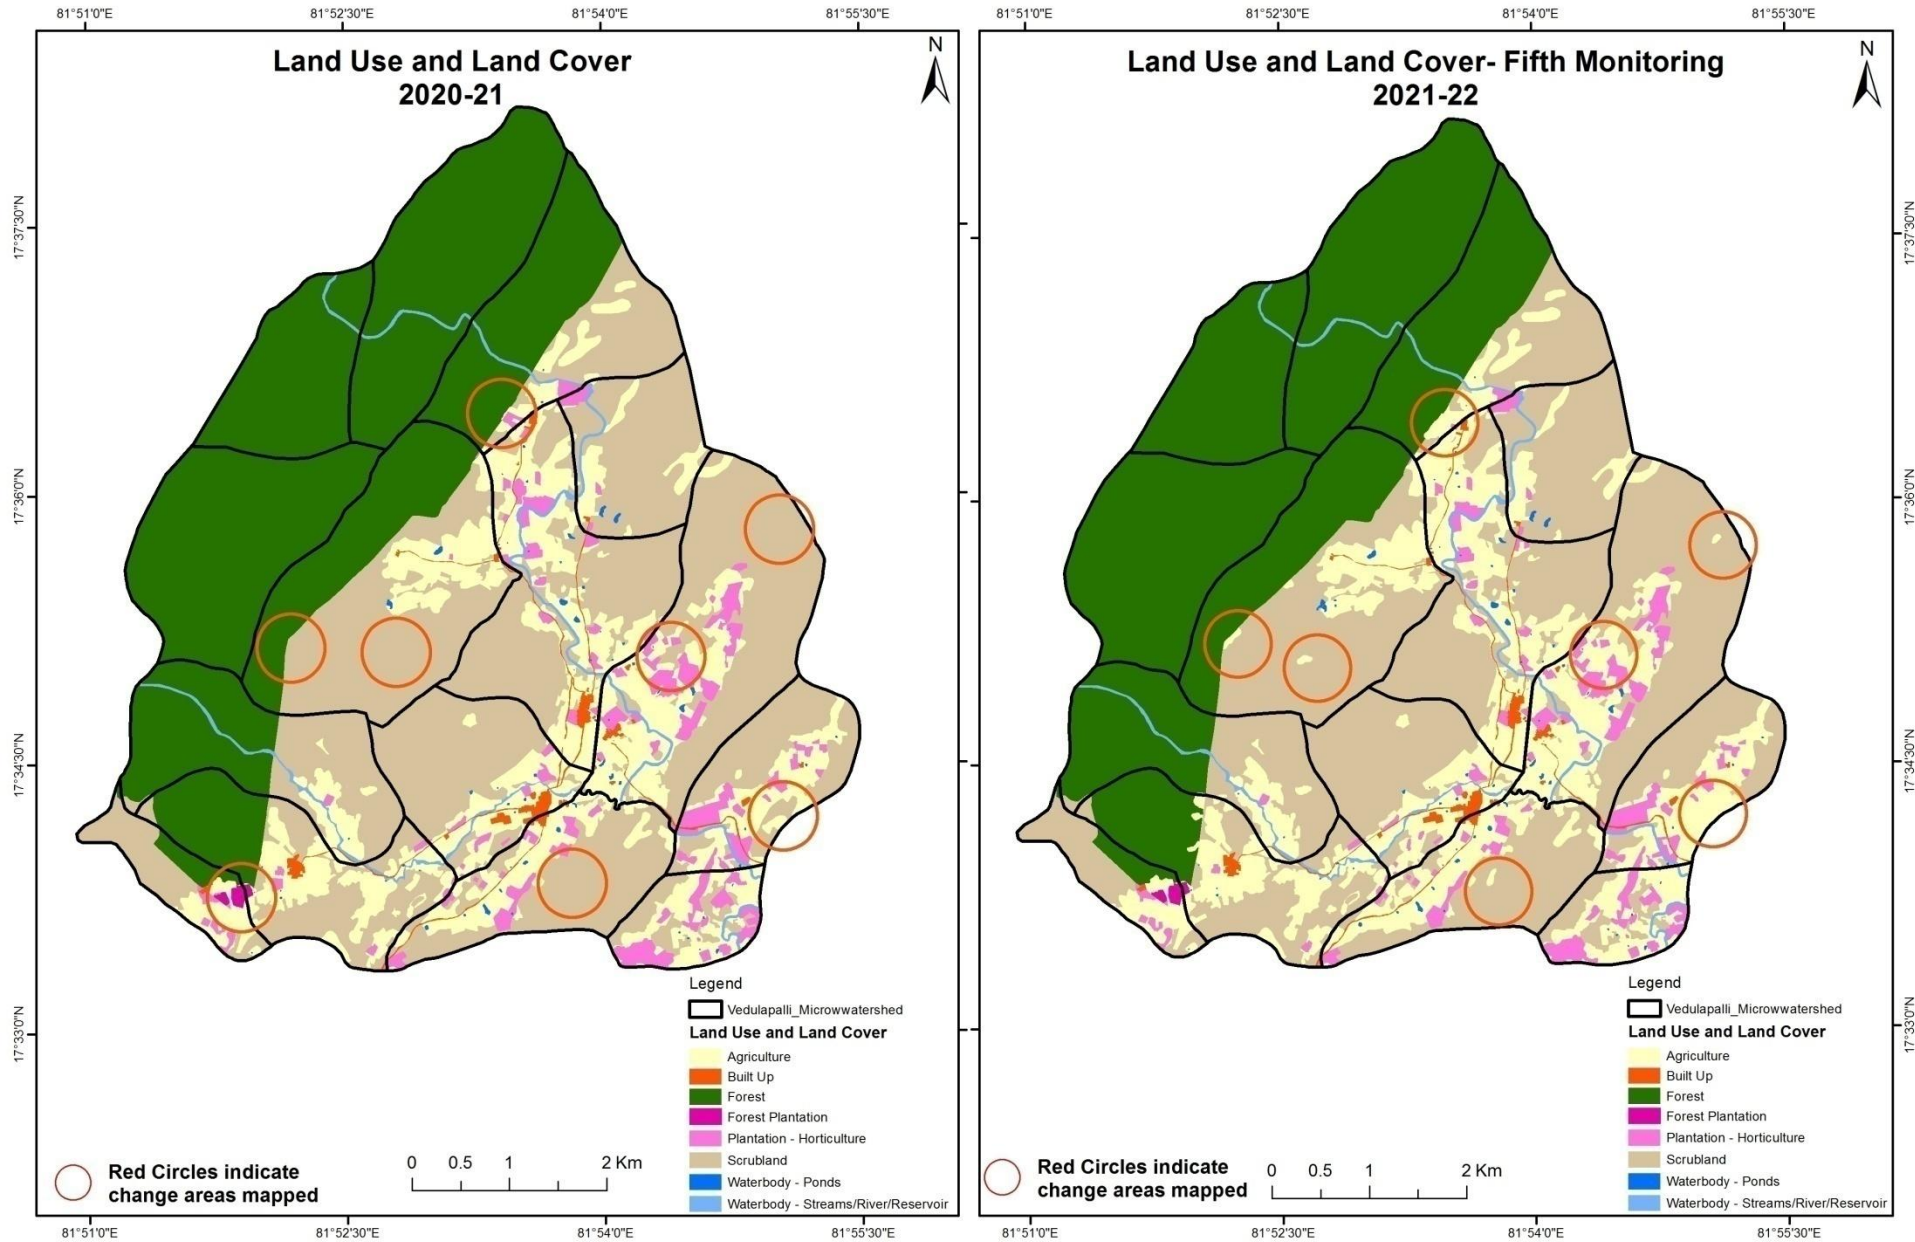 81°51'0"E 81°52'30"E 81°54'0"E 81°55'30"E
Land Use and Land Cover
2020-21
N
17°37'30"N
17°36'0"N
17°34'30"N
17°33'0"N
Legend
Vedulapalli_Microwwatershed
Land Use and Land Cover
Agriculture
Built Up
Forest
Forest Plantation
Plantation - Horticulture
Scrubland
Waterbody - Ponds
Waterbody - Streams/River/Reservoir
Red Circles indicate
change areas mapped
0 0.5 1 2 Km
81°51'0"E 81°52'30"E 81°54'0"E 81°55'30"E
81°51'0"E 81°52'30"E 81°54'0"E 81°55'30"E
Land Use and Land Cover- Fifth Monitoring
2021-22
N
17°37'30"N
17°36'0"N
17°34'30"N
17°33'0"N
Legend
Vedulapalli_Microwwatershed
Land Use and Land Cover
Agriculture
Built Up
Forest
Forest Plantation
Plantation - Horticulture
Scrubland
Waterbody - Ponds
Waterbody - Streams/River/Reservoir
Red Circles indicate
change areas mapped
0 0.5 1 2 Km
81°51'0"E 81°52'30"E 81°54'0"E 81°55'30"E